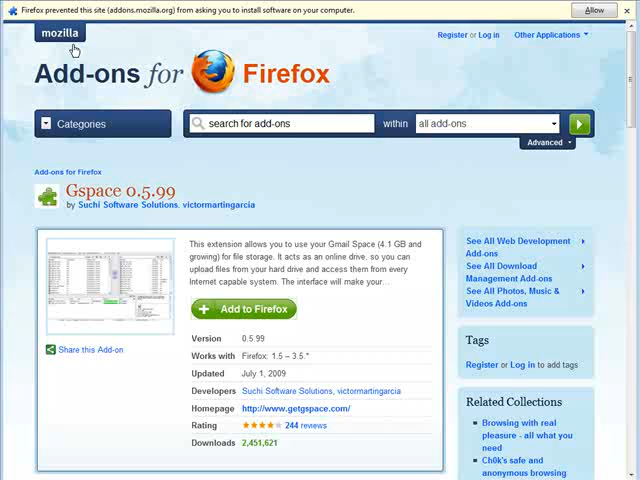 Firefox prevented this site (addons.mozilla.org) from asking you to install software on your computer.
Allow
mozilla
Register or Log in
Other Applications
Add-ons for Firefox
Categories
search for add-ons
within
all add-ons
Advanced
Add-ons for Firefox
Gspace 0.5.99
by Suchi Software Solutions, victormartingarcia
This extension allows you to use your Gmail Space (4.1 GB and
growing) for file storage. It acts as an online drive, so you can
upload files from your hard drive and access them from every
Internet capable system. The interface will make your...
Add to Firefox
Share this Add-on
Version 0.5.99
Works with Firefox: 1.5 – 3.5.*
Updated July 1, 2009
Developers Suchi Software Solutions, victormartingarcia
Homepage http://www.getgspace.com/
Rating 244 reviews
Downloads 2,451,621
See All Web Development
Add-ons
See All Download
Management Add-ons
See All Photos, Music &
Videos Add-ons
Tags
Register or Log in to add tags
Related Collections
Browsing with real
pleasure - all what you
need
Ch0k's safe and
anonymous browsing